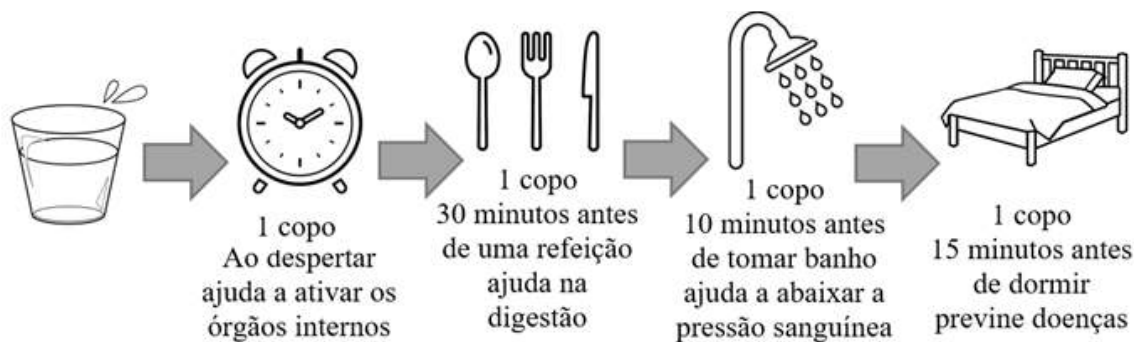 1 copo
Ao despertar
ajuda a ativar os
órgãos internos
1 copo
30 minutos antes
de uma refeição
ajuda na
digestão
1 copo
10 minutos antes
de tomar banho
ajuda a abaixar a
pressão sanguínea
1 copo
15 minutos antes
de dormir
previne doenças